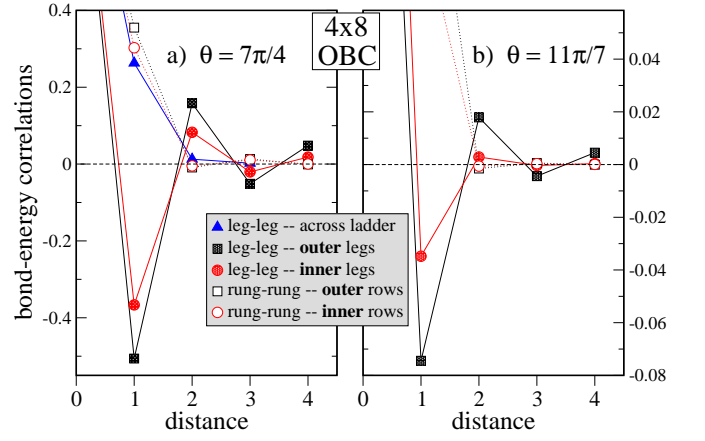 4x8
OBC
a) θ = 7π/4
b) θ = 11π/7
bond-energy correlations
0.4
0.2
0
-0.2
-0.4
0.04
0.02
0
-0.02
-0.04
-0.06
-0.08
leg-leg -- across ladder
leg-leg -- outer legs
leg-leg -- inner legs
rung-rung -- outer rows
rung-rung -- inner rows
0 1 2 3 4
0 1 2 3 4
distance
distance